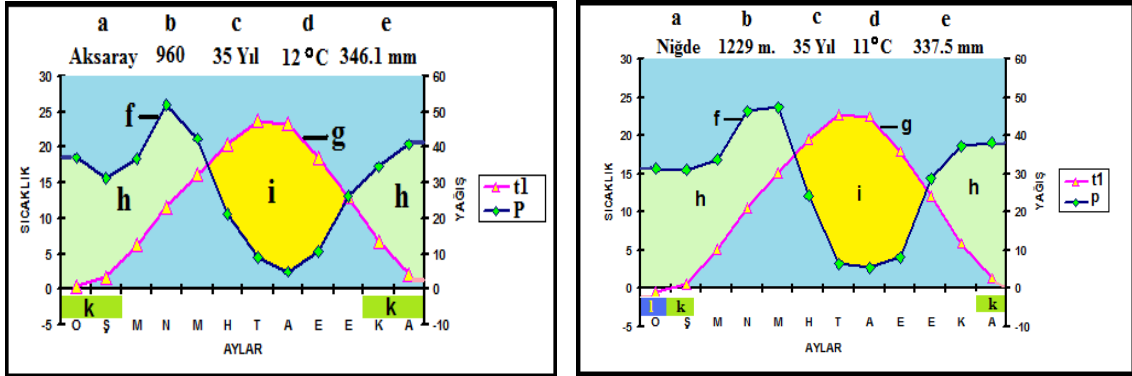 a b c d e
Aksaray 960 35 Yıl 12 °C 346.1 mm
30 60
25 50
20 40
15 30
10 20
5 10
0 0
-5 -10
SICAKLIK
YAĞIŞ
f
g
h
i
h
k
k
O Ş M N M H T A E E K A
AYLAR
t1
P
a b c d e
Niğde 1229 m. 35 Yıl 11°C 337.5 mm
30 60
25 50
20 40
15 30
10 20
5 10
0 0
-5 -10
SICAKLIK
YAĞIŞ
f
g
h
i
h
l k
k
O Ş M N M H T A E E K A
AYLAR
t1
p